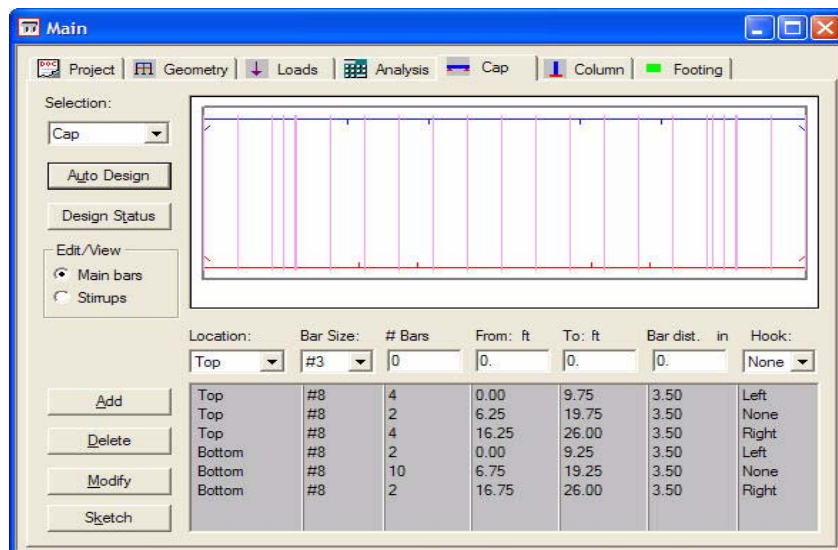 Main
Project Geometry Loads Analysis Cap Column Footing
Selection:
Cap
Auto Design
Design Status
Edit/View
Main bars
Stirrups
Location: Bar Size: # Bars From: ft To: ft Bar dist. in Hook:
Top #3 0 0. 0. 0. None
Add
Delete
Modify
Sketch
Top #8 4 0.00 9.75 3.50 Left
Top #8 2 6.25 19.75 3.50 None
Top #8 4 16.25 26.00 3.50 Right
Bottom #8 2 0.00 9.25 3.50 Left
Bottom #8 10 6.75 19.25 3.50 None
Bottom #8 2 16.75 26.00 3.50 Right